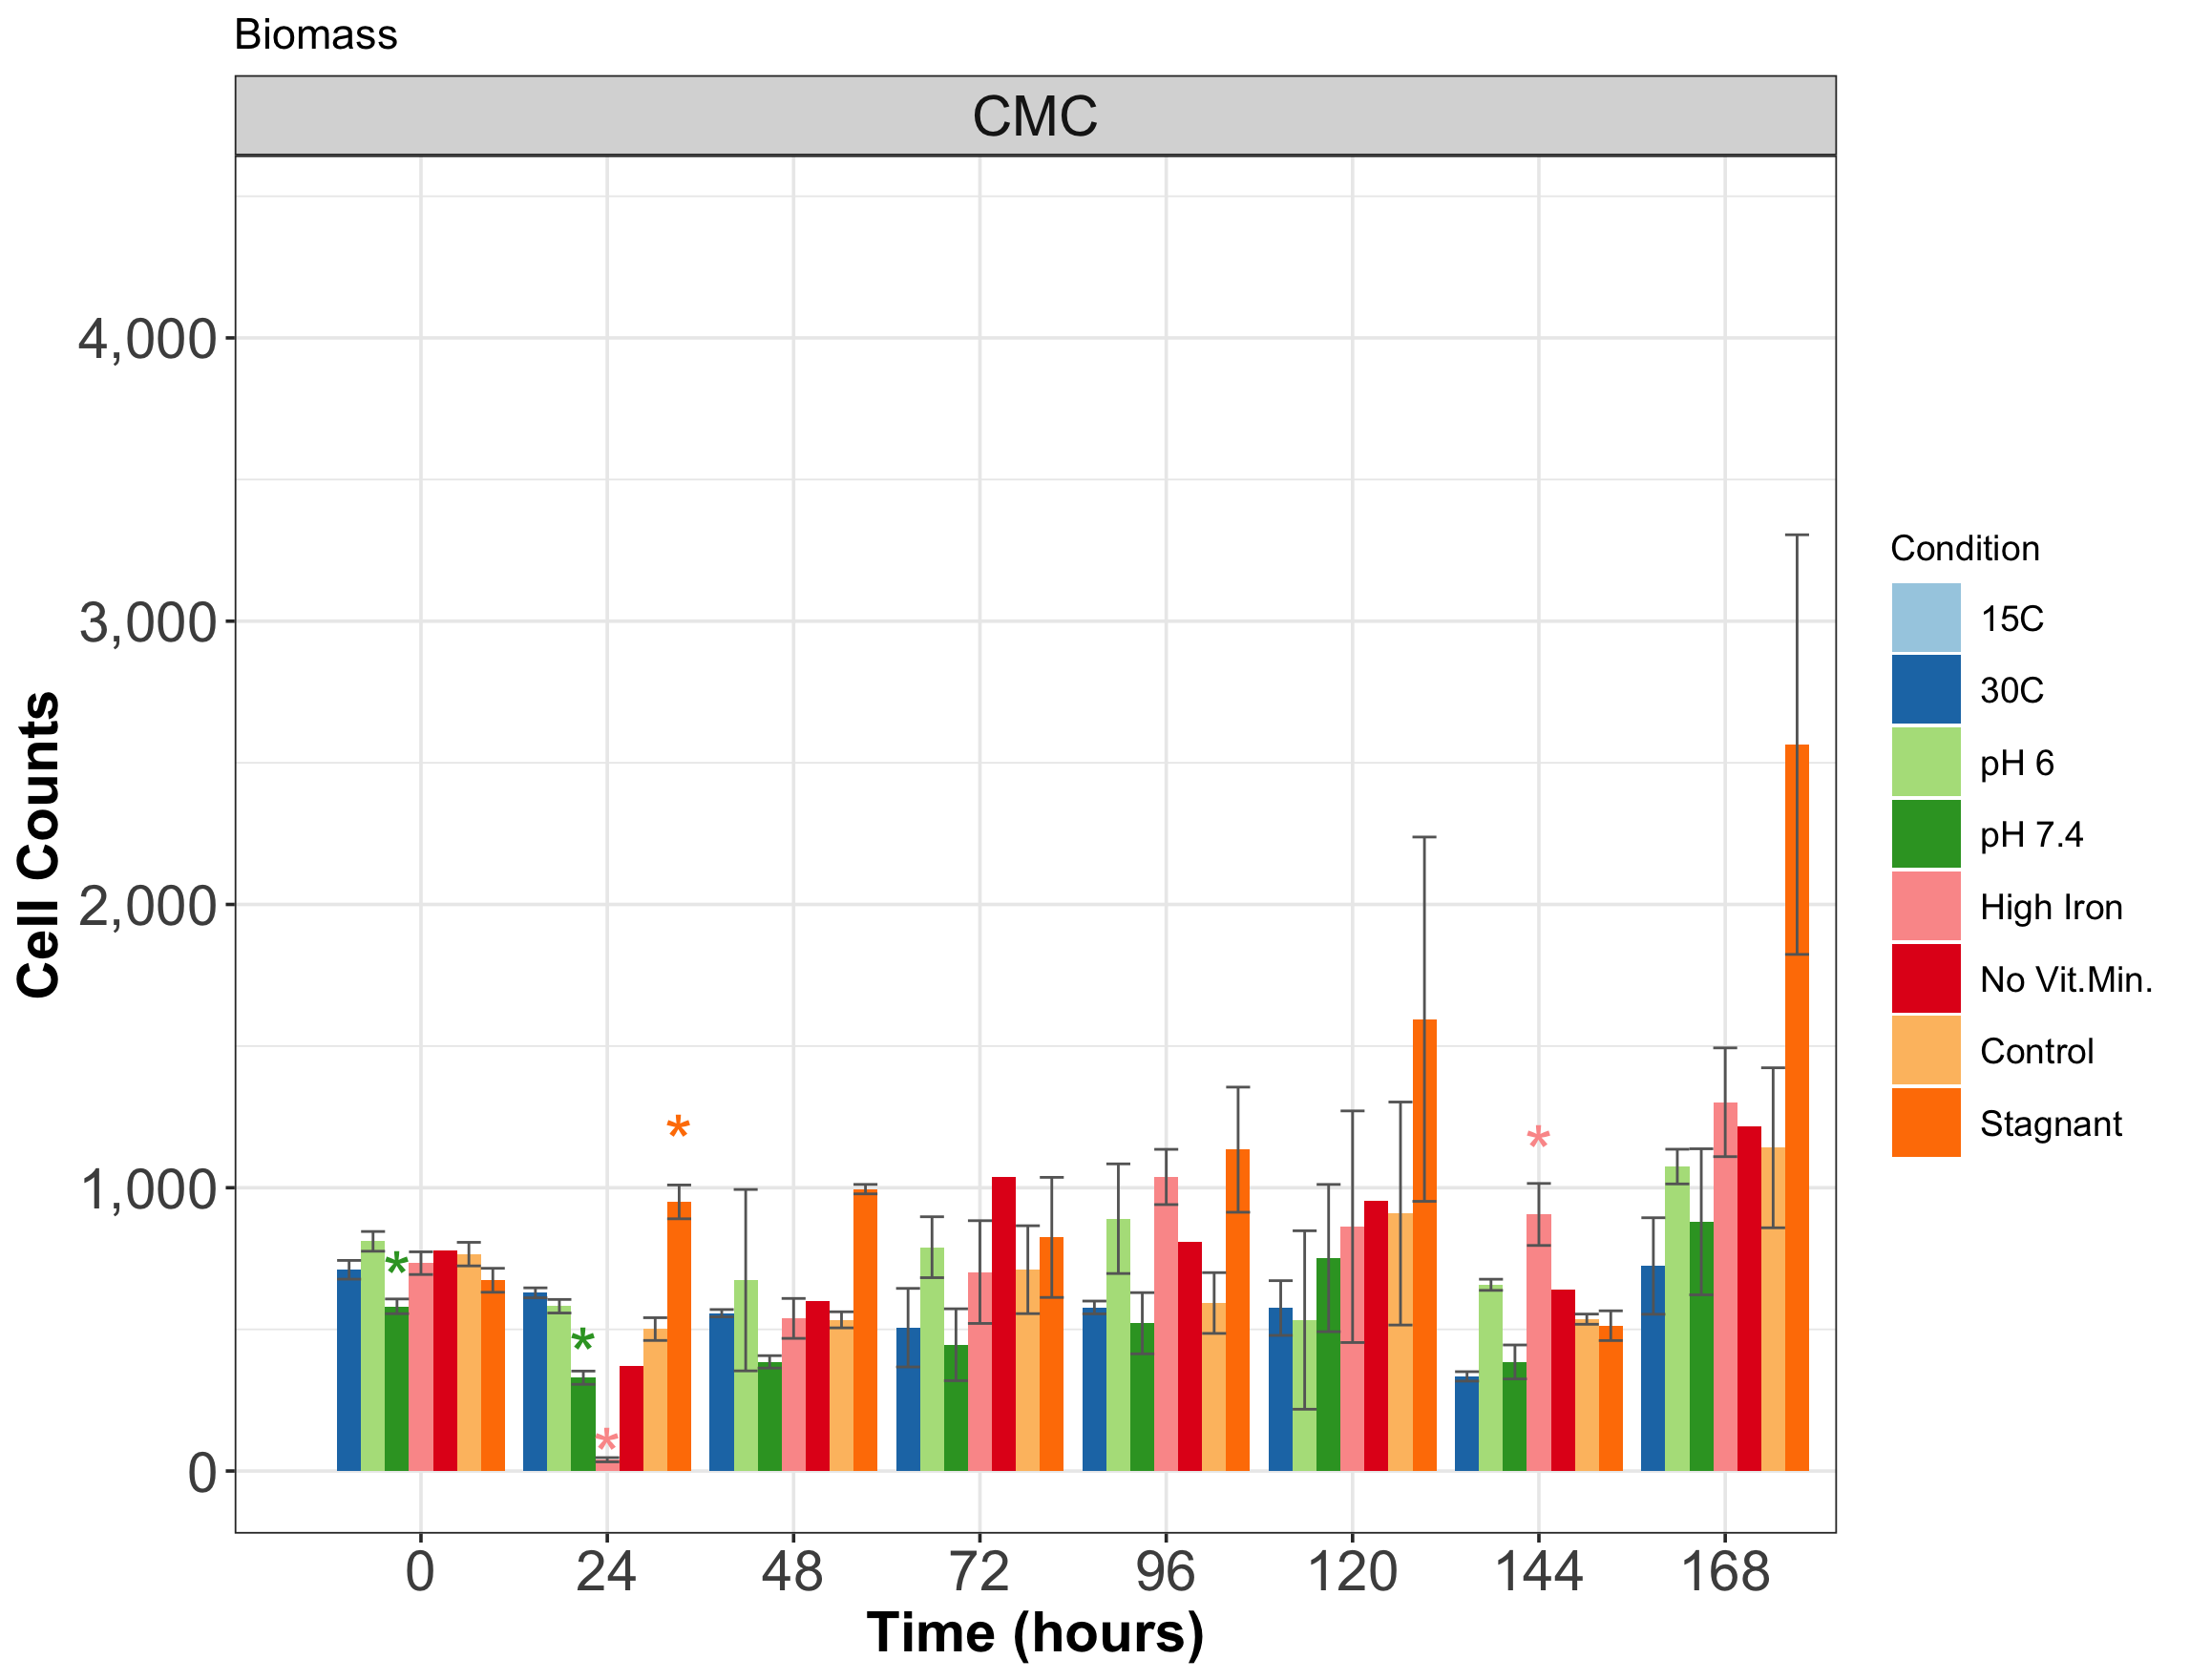 Biomass
CMC
4,000
3,000
2,000
1,000
0
Cell Counts
* * * * *
0 24 48 72 96 120 144 168
Time (hours)
Condition
15C
30C
pH 6
pH 7.4
High Iron
No Vit.Min.
Control
Stagnant